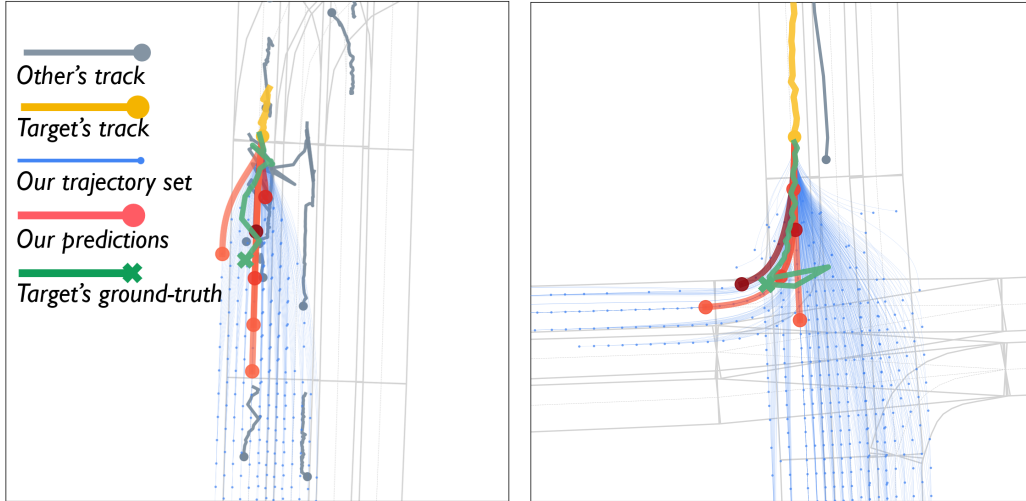 Other's track
Target's track
Our trajectory set
Our predictions
Target's ground-truth